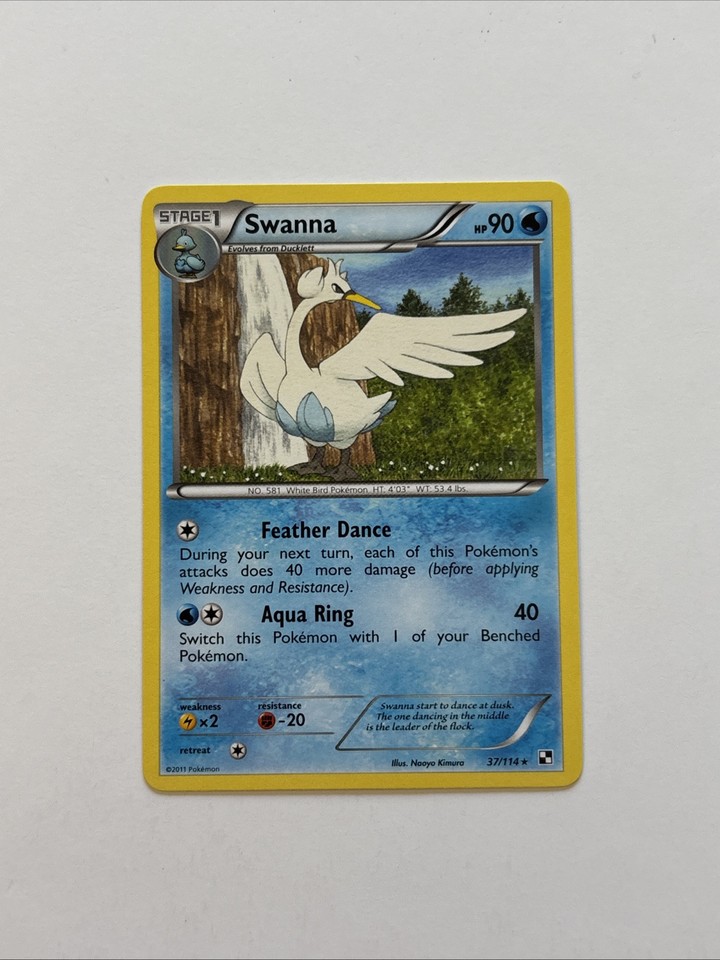 STAGE1 Swanna HP 90
Evolves from Ducklett
NO. 581 White Bird Pokémon HT: 4'03" WT: 53.4 lbs.
Feather Dance
During your next turn, each of this Pokémon's
attacks does 40 more damage (before applying
Weakness and Resistance).
Aqua Ring 40
Switch this Pokémon with 1 of your Benched
Pokémon.
weakness resistance
×2 -20
Swanna start to dance at dusk.
The one dancing in the middle
is the leader of the flock.
retreat
©2011 Pokémon Illus. Naoyo Kimura 37/114 ★